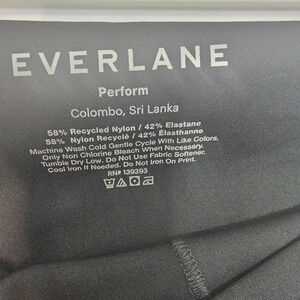 EVERLANE
Perform
Colombo, Sri Lanka
58% Recycled Nylon / 42% Elastane
58% Nylon Recyclé / 42% Élasthanne
Machine Wash Cold Gentle Cycle With Like Colors.
Only Non Chlorine Bleach When Necessary.
Tumble Dry Low. Do Not Use Fabric Softener.
Cool Iron If Needed. Do Not Iron On Print.
RN# 139393